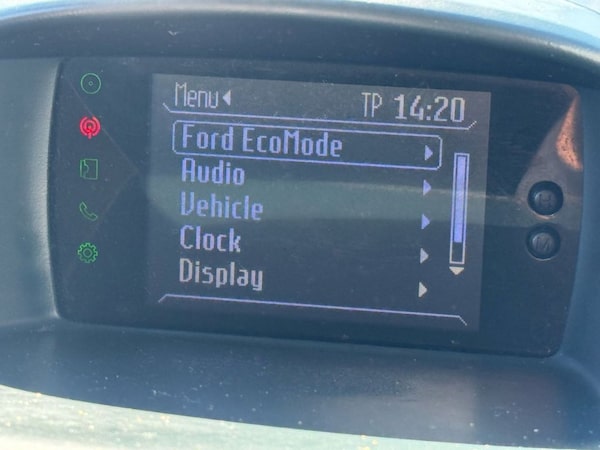 Menu
TP 14:20
Ford EcoMode
Audio
Vehicle
Clock
Display
H
M